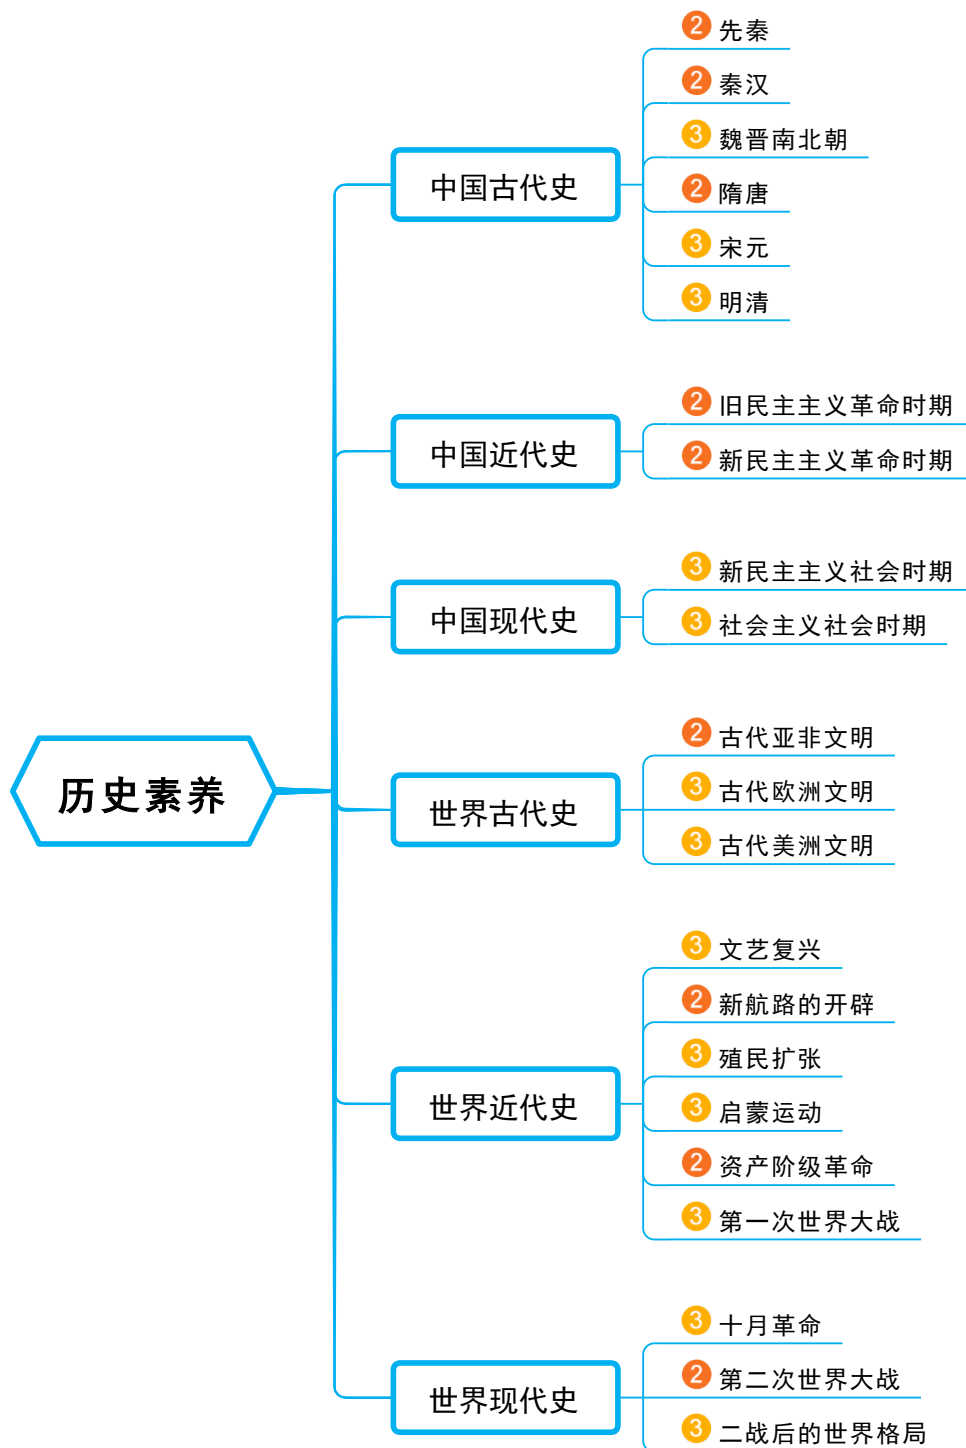 历史素养
中国古代史
2 先秦
2 秦汉
3 魏晋南北朝
2 隋唐
3 宋元
3 明清
中国近代史
2 旧民主主义革命时期
2 新民主主义革命时期
中国现代史
3 新民主主义社会时期
3 社会主义社会时期
世界古代史
2 古代亚非文明
3 古代欧洲文明
3 古代美洲文明
世界近代史
3 文艺复兴
2 新航路的开辟
3 殖民扩张
3 启蒙运动
2 资产阶级革命
3 第一次世界大战
世界现代史
3 十月革命
2 第二次世界大战
3 二战后的世界格局